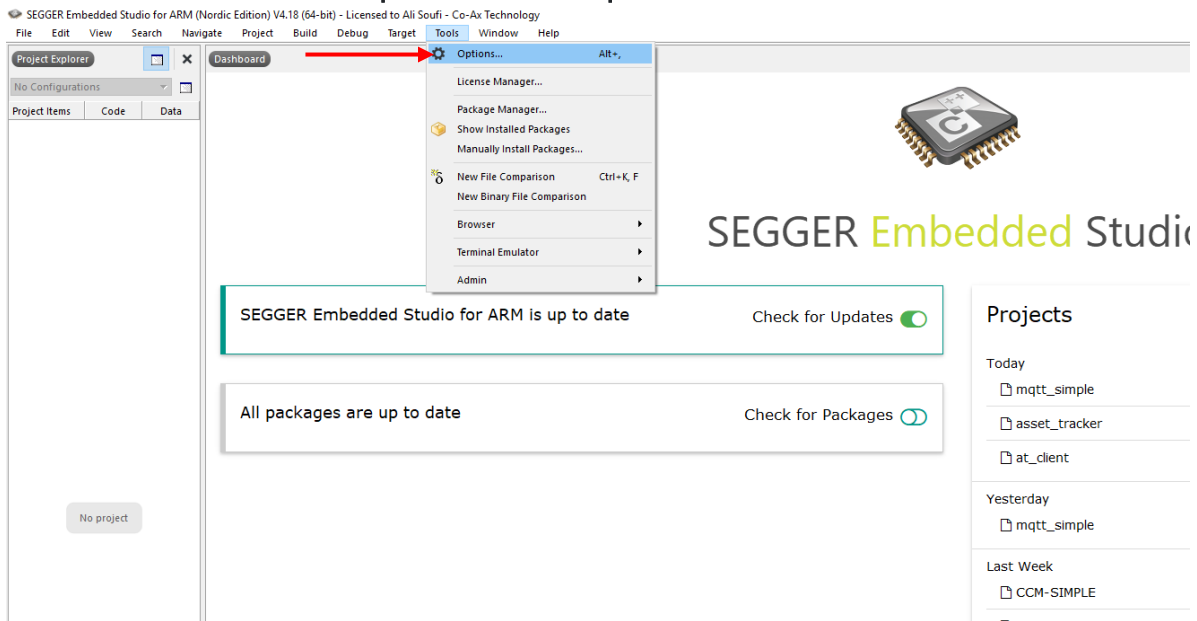 SEGGER Embedded Studio for ARM (Nordic Edition) V4.18 (64-bit) - Licensed to Ali Soufi - Co-Ax Technology
File Edit View Search Navigate Project Build Debug Target Tools Window Help
Project Explorer
Dashboard
No Configurations
Project Items Code Data
No project
Options... Alt+,
License Manager...
Package Manager...
Show Installed Packages
Manually Install Packages...
New File Comparison Ctrl+K, F
New Binary File Comparison
Browser
Terminal Emulator
Admin
SEGGER Embedded Studio
SEGGER Embedded Studio for ARM is up to date Check for Updates
All packages are up to date Check for Packages
Projects
Today
mqtt_simple
asset_tracker
at_client
Yesterday
mqtt_simple
Last Week
CCM-SIMPLE